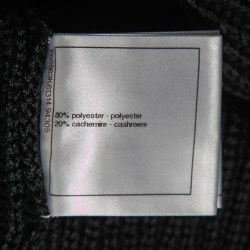 80% polyester - polyester
20% cachemire - cashmere